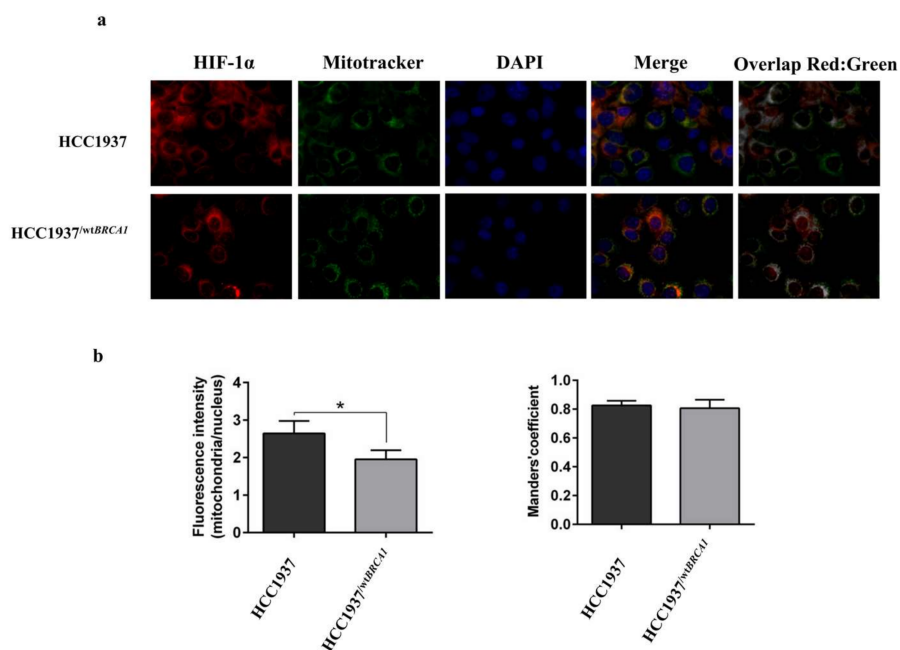 a
HIF-1α Mitotracker DAPI Merge Overlap Red:Green
HCC1937
HCC1937/wtBRCA1
b
Fluorescence intensity
(mitochondria/nucleus)
4
3
2
1
0
*
HCC1937
HCC1937/wtBRCA1
Manders'coefficient
1.0
0.8
0.6
0.4
0.2
0.0
HCC1937
HCC1937/wtBRCA1